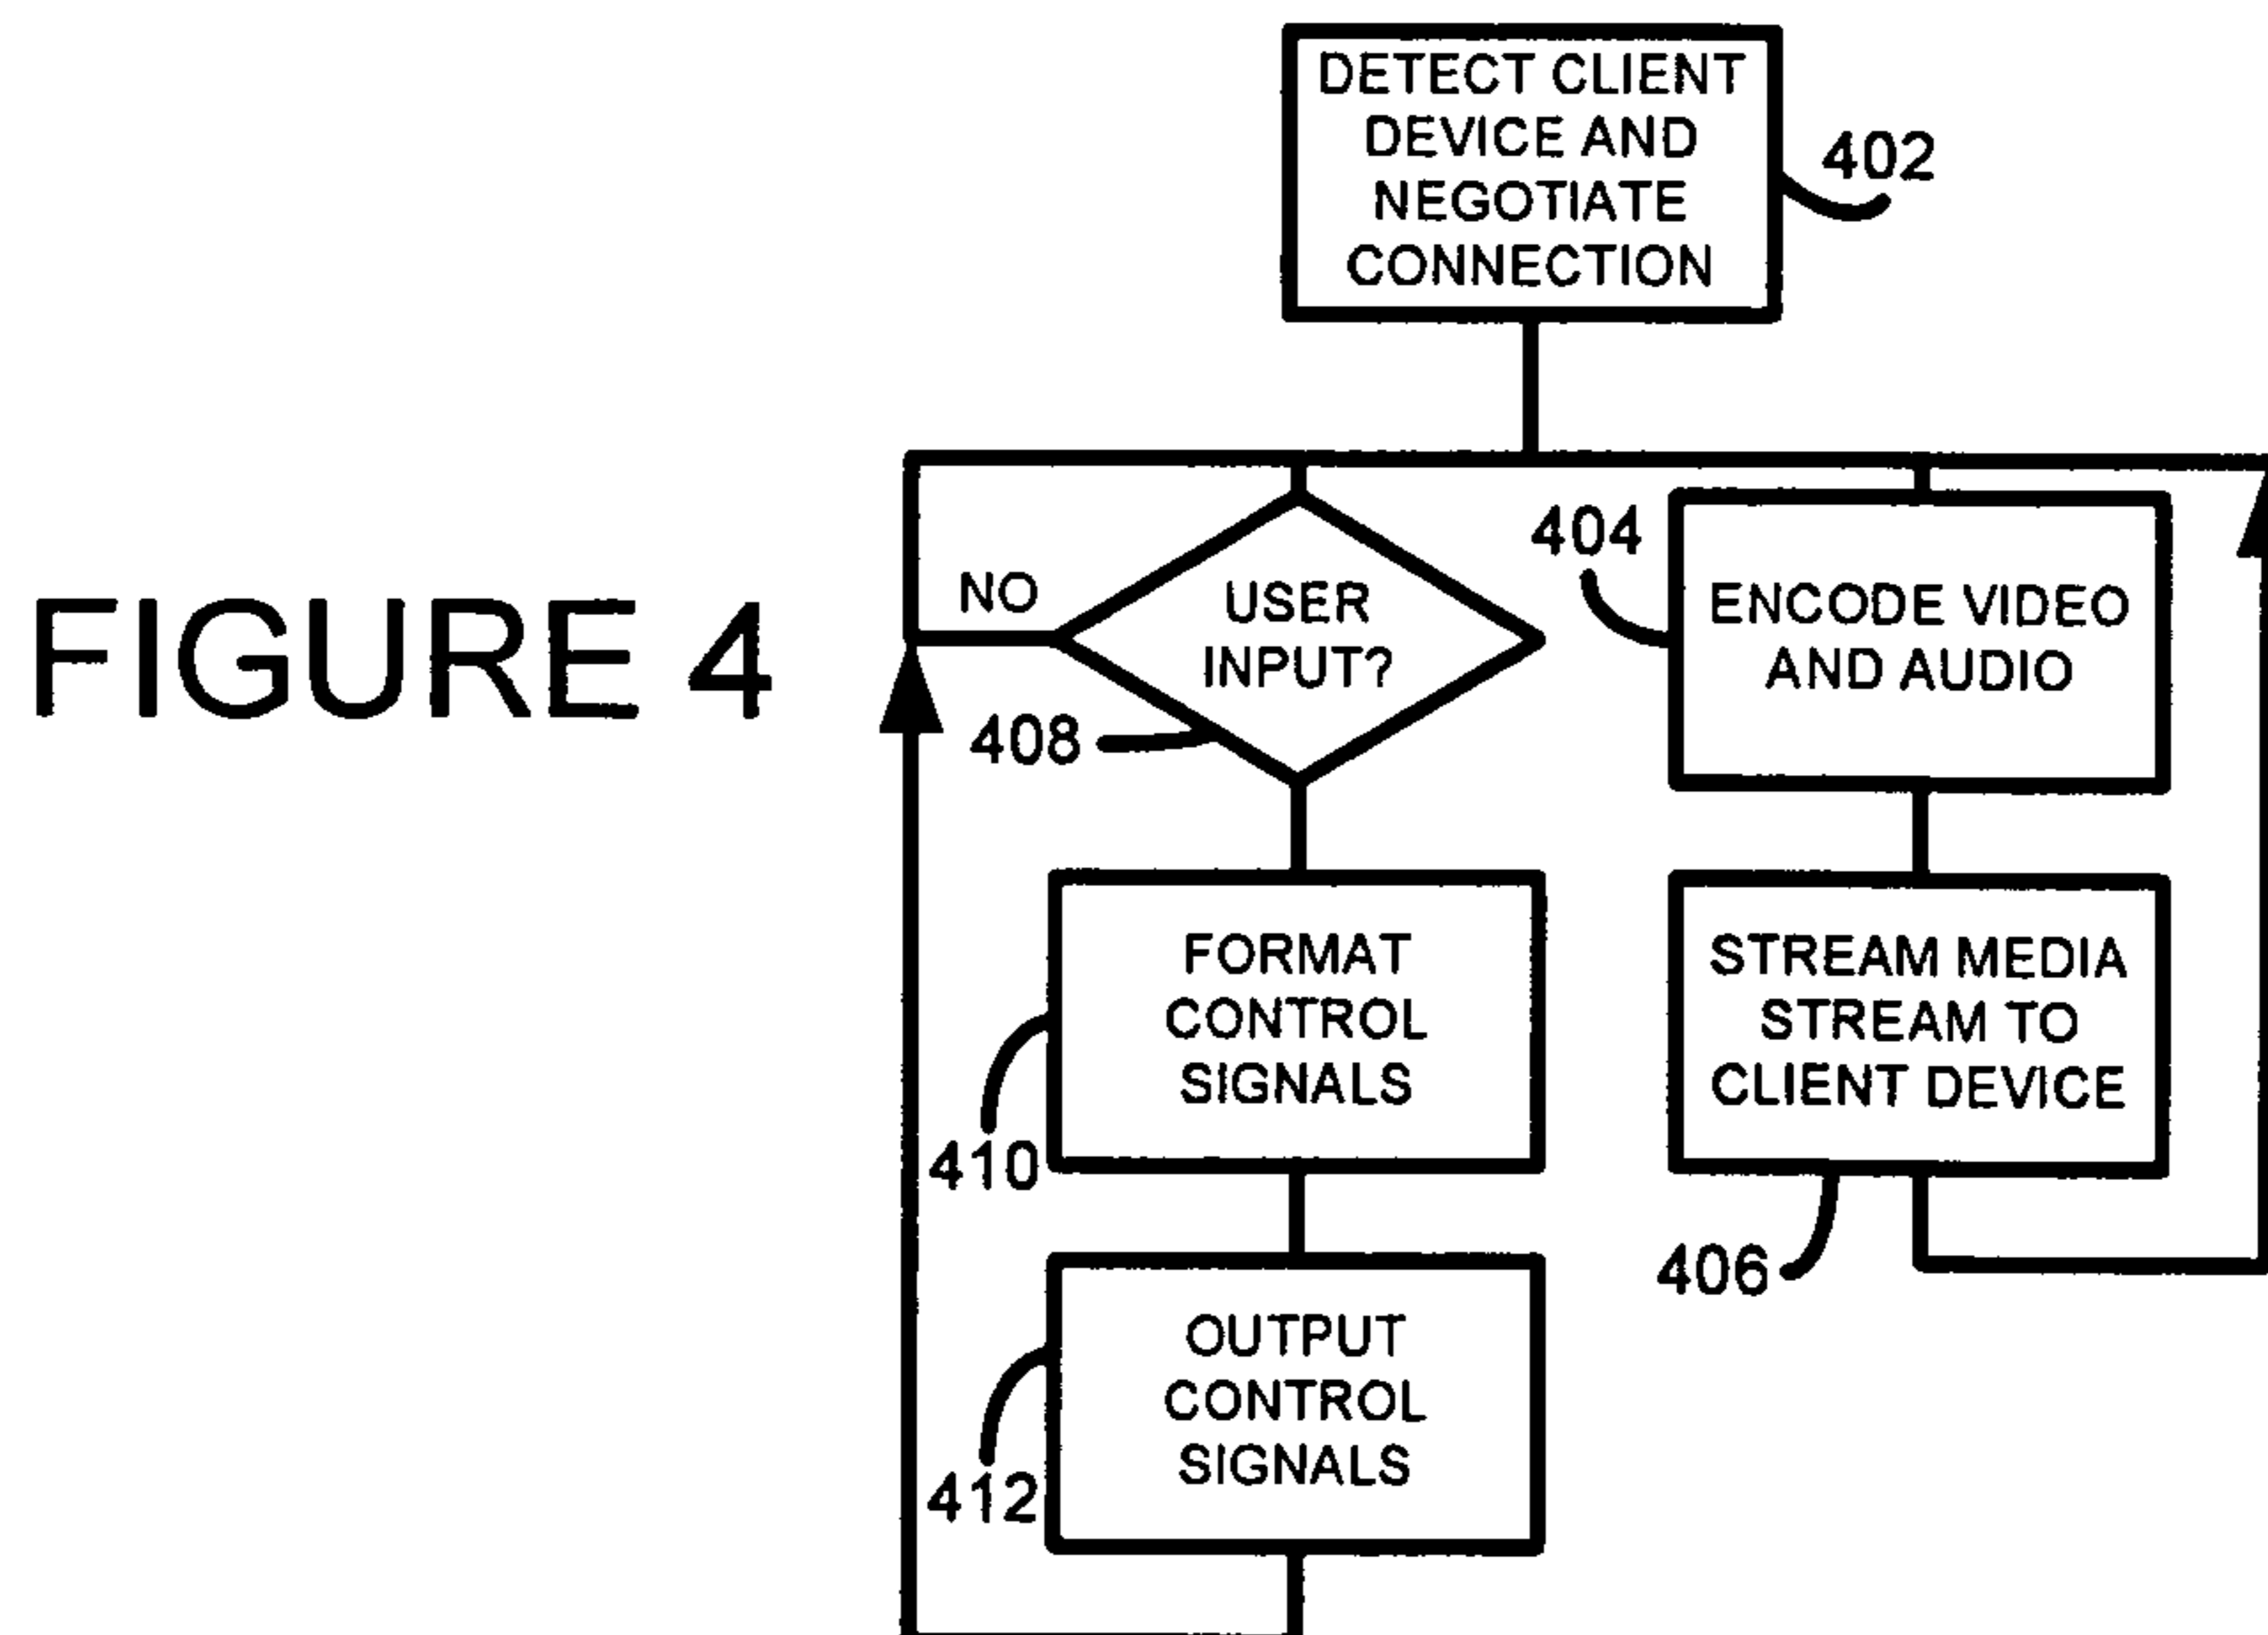 DETECT CLIENT
DEVICE AND
NEGOTIATE
CONNECTION
402
FIGURE 4
NO
USER
INPUT?
408
404
ENCODE VIDEO
AND AUDIO
FORMAT
CONTROL
SIGNALS
410
STREAM MEDIA
STREAM TO
CLIENT DEVICE
406
OUTPUT
CONTROL
SIGNALS
412